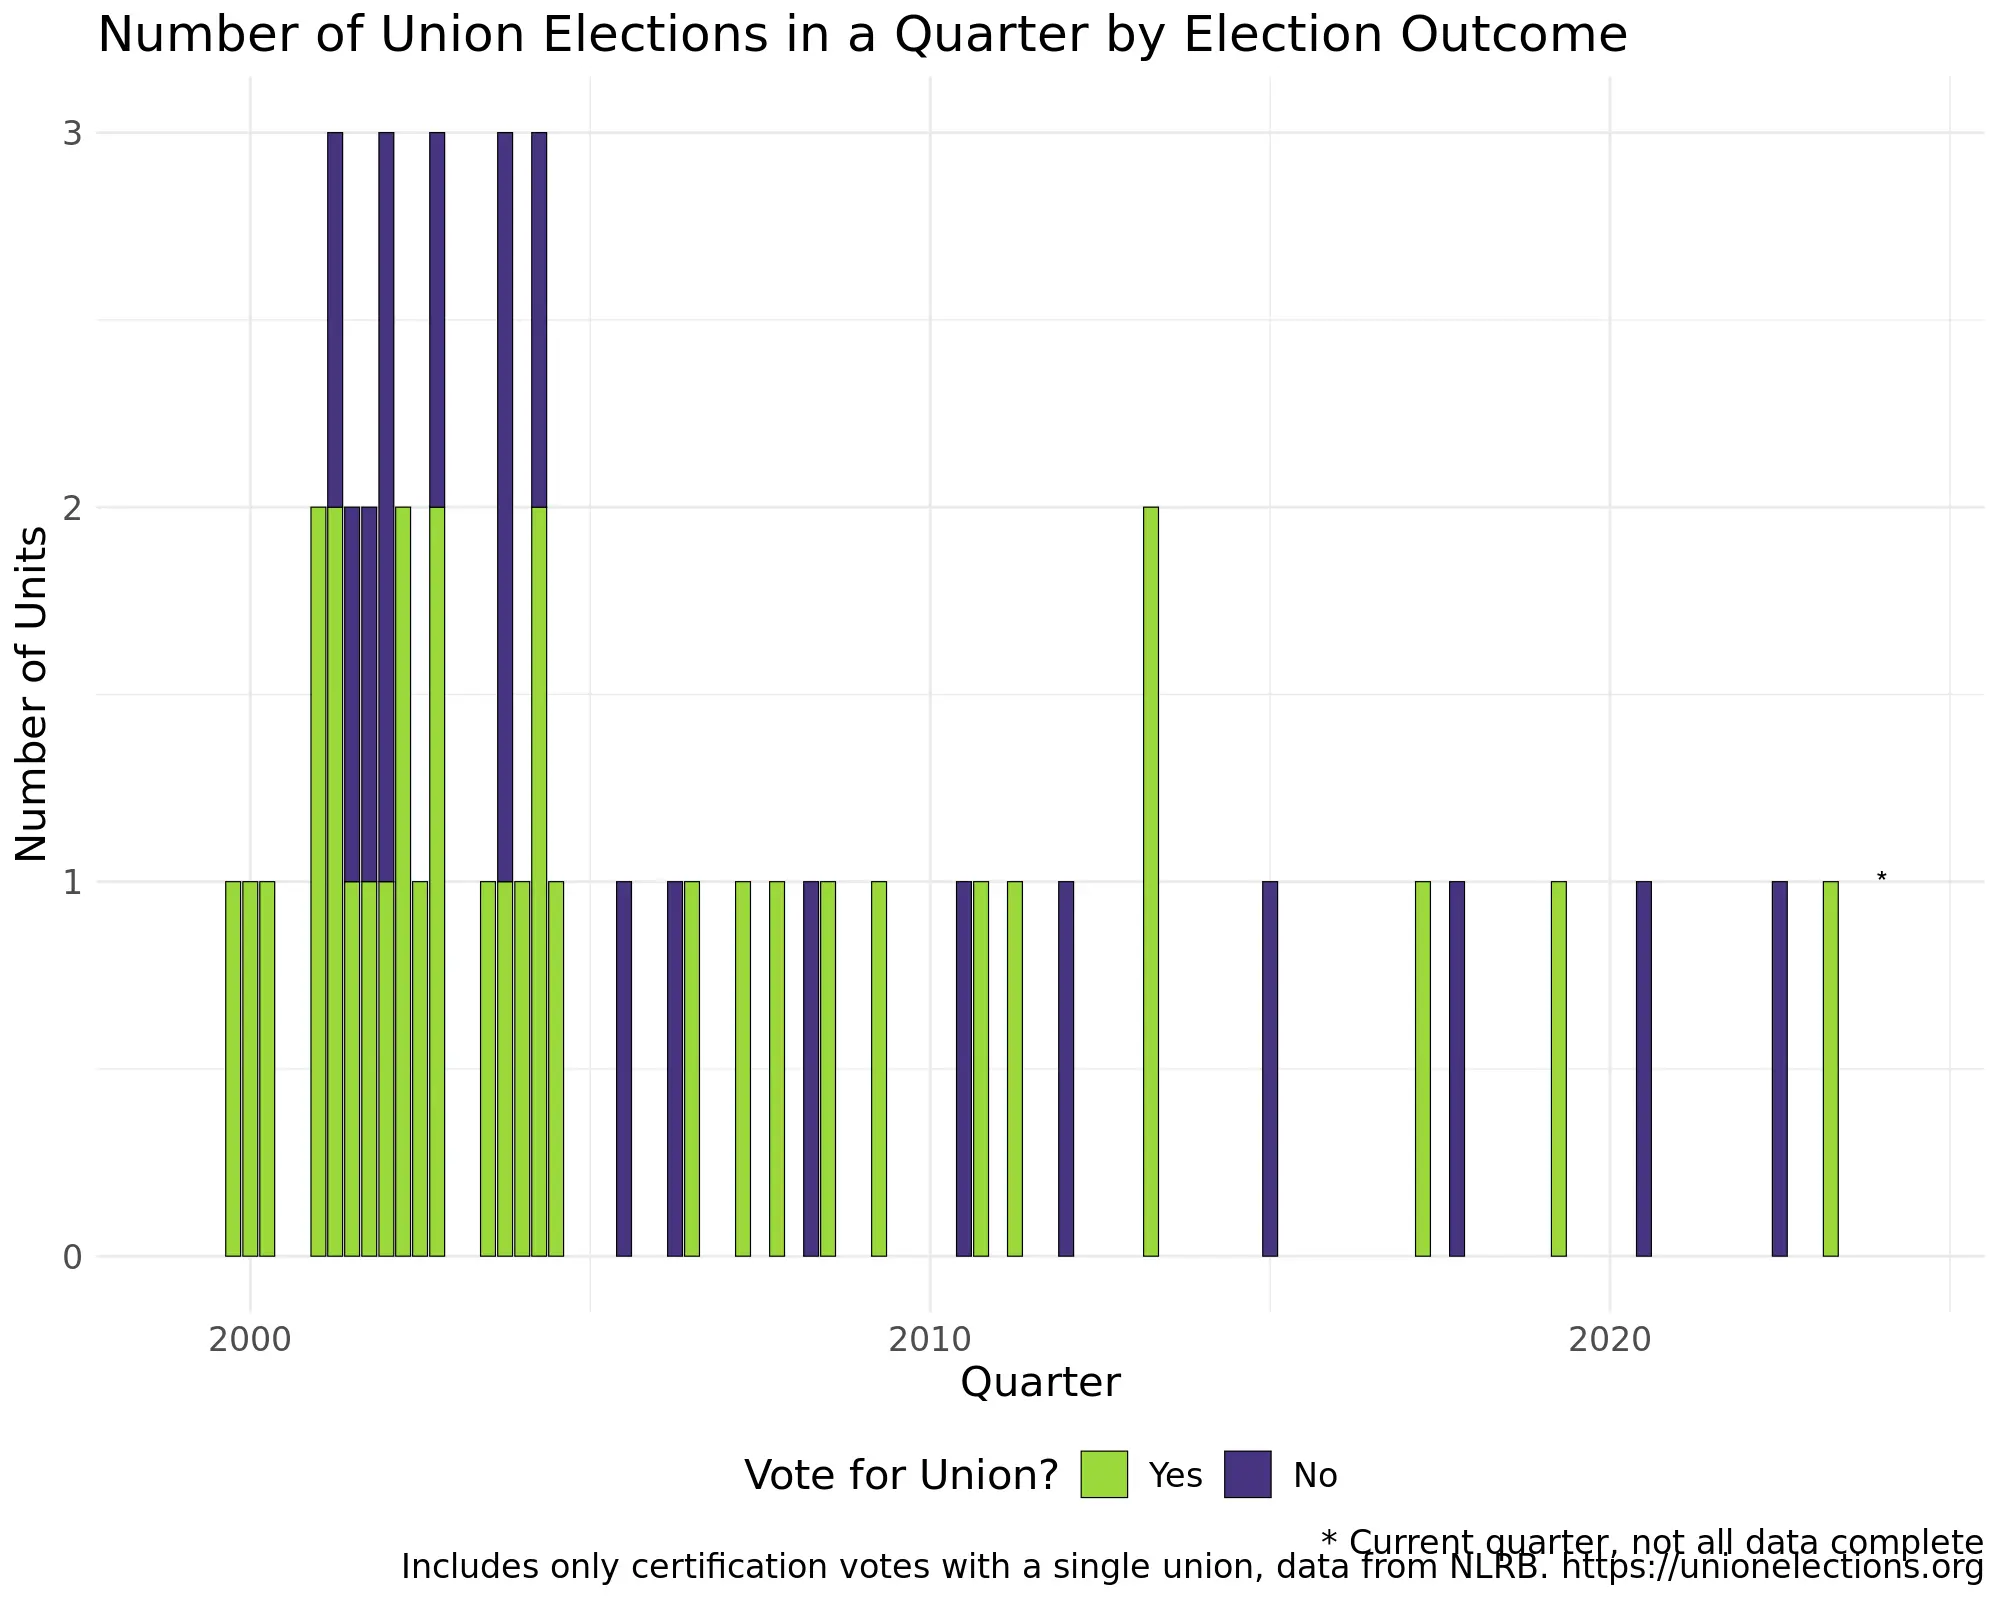 Number of Union Elections in a Quarter by Election Outcome
3
2
1
0
Number of Units
*
2000 2010 2020
Quarter
Vote for Union? Yes No
* Current quarter, not all data complete
Includes only certification votes with a single union, data from NLRB. https://unionelections.org